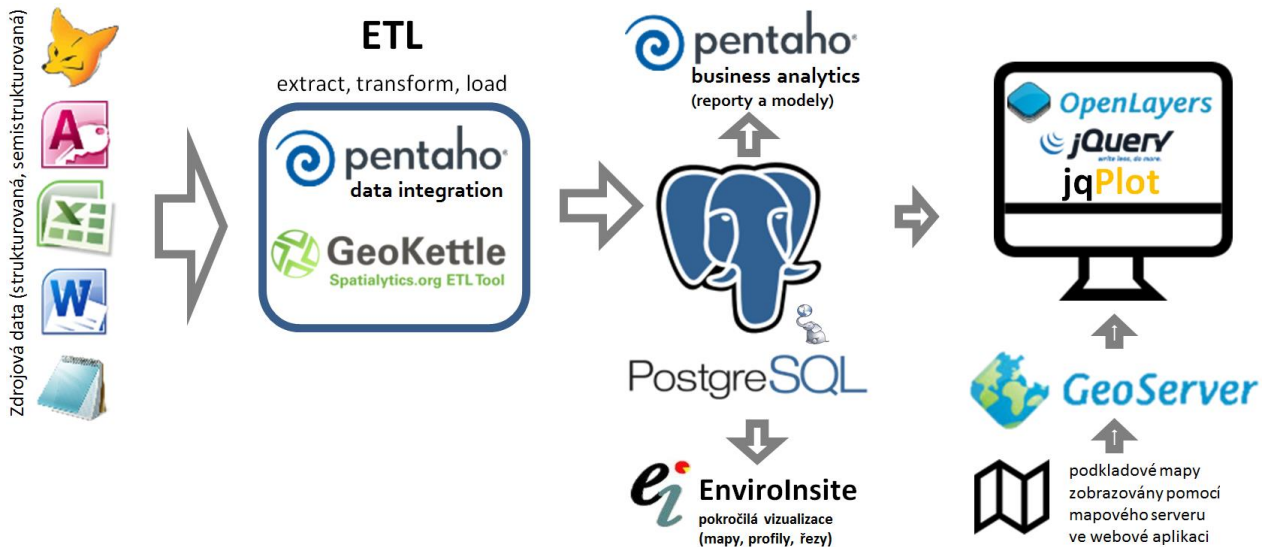 Zdrojová data (strukturovaná, semistrukturovaná)
ETL
extract, transform, load
pentaho
data integration
GeoKettle
Spatialytics.org ETL Tool
pentaho
business analytics
(reporty a modely)
PostgreSQL
EnviroInsite
pokročilá vizualizace
(mapy, profily, řezy)
OpenLayers
jQuery
write less, do more.
jqPlot
GeoServer
podkladové mapy
zobrazovány pomocí
mapového serveru
ve webové aplikaci
A
X
W
ei